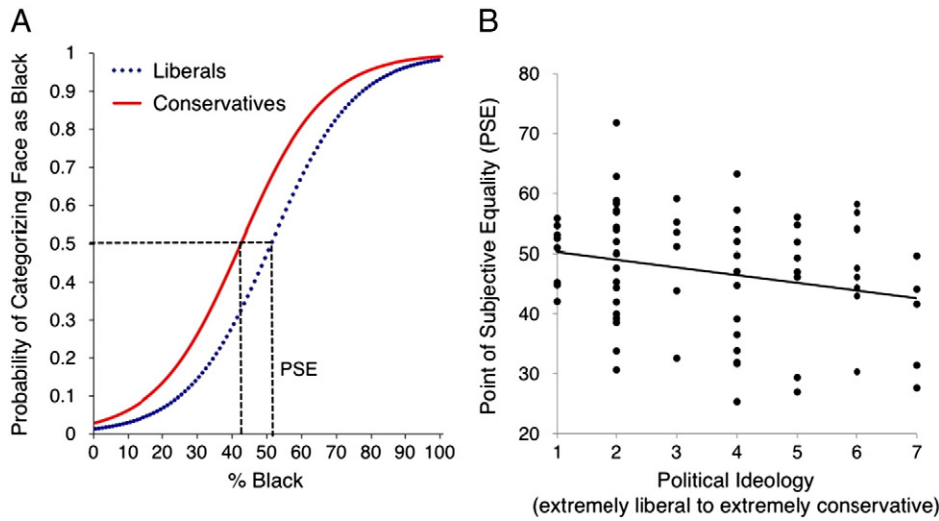 A
Probability of Categorizing Face as Black
1
0.9
0.8
0.7
0.6
0.5
0.4
0.3
0.2
0.1
0
Liberals
Conservatives
PSE
0 10 20 30 40 50 60 70 80 90 100
% Black
B
Point of Subjective Equality (PSE)
80
70
60
50
40
30
20
1 2 3 4 5 6 7
Political Ideology
(extremely liberal to extremely conservative)